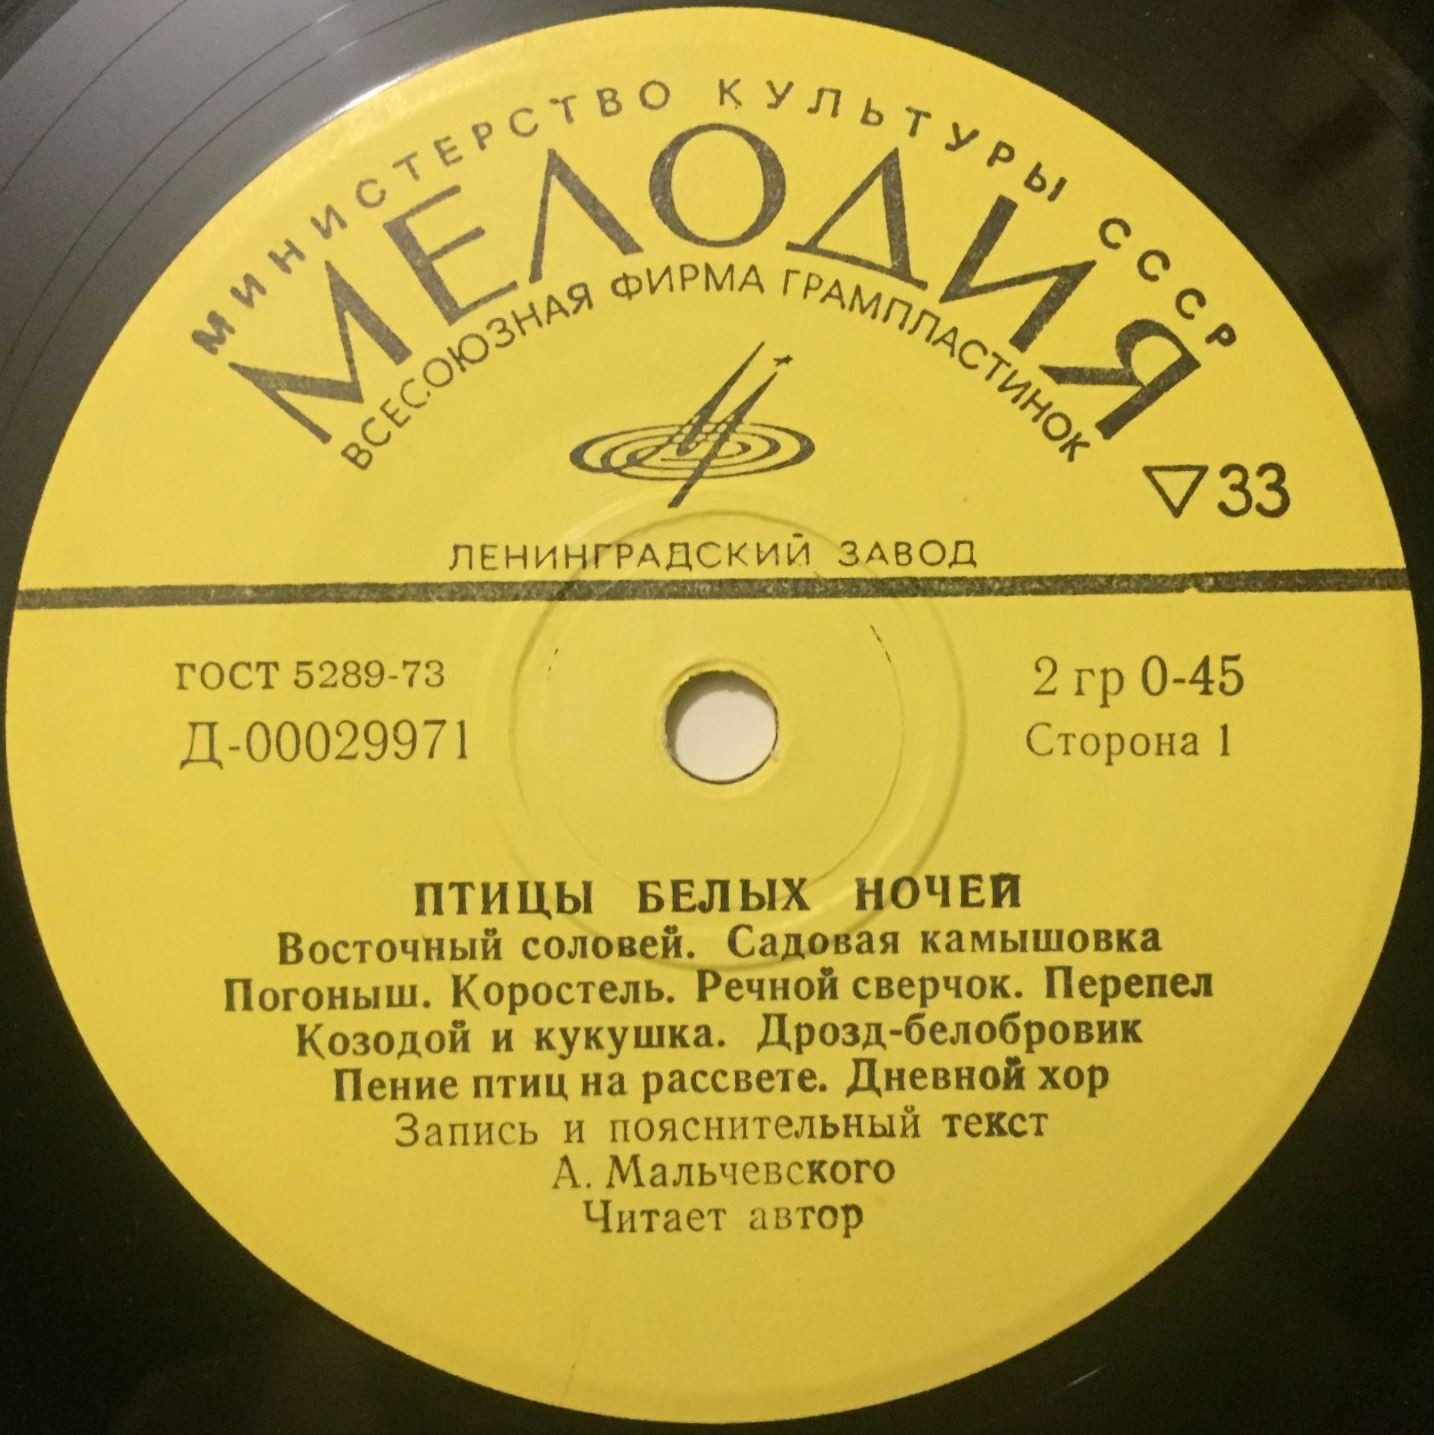 МИНИСТЕРСТВО КУЛЬТУРЫ СССР
МЕЛОДИЯ
ВСЕСОЮЗНАЯ ФИРМА ГРАМПЛАСТИНОК
33
ЛЕНИНГРАДСКИЙ ЗАВОД
ГОСТ 5289-73
Д-00029971
2 гр 0-45
Сторона 1
ПТИЦЫ БЕЛЫХ НОЧЕЙ
Восточный соловей. Садовая камышовка
Погоныш. Коростель. Речной сверчок. Перепел
Козодой и кукушка. Дрозд-белобровик
Пение птиц на рассвете. Дневной хор
Запись и пояснительный текст
А. Мальчевского
Читает автор